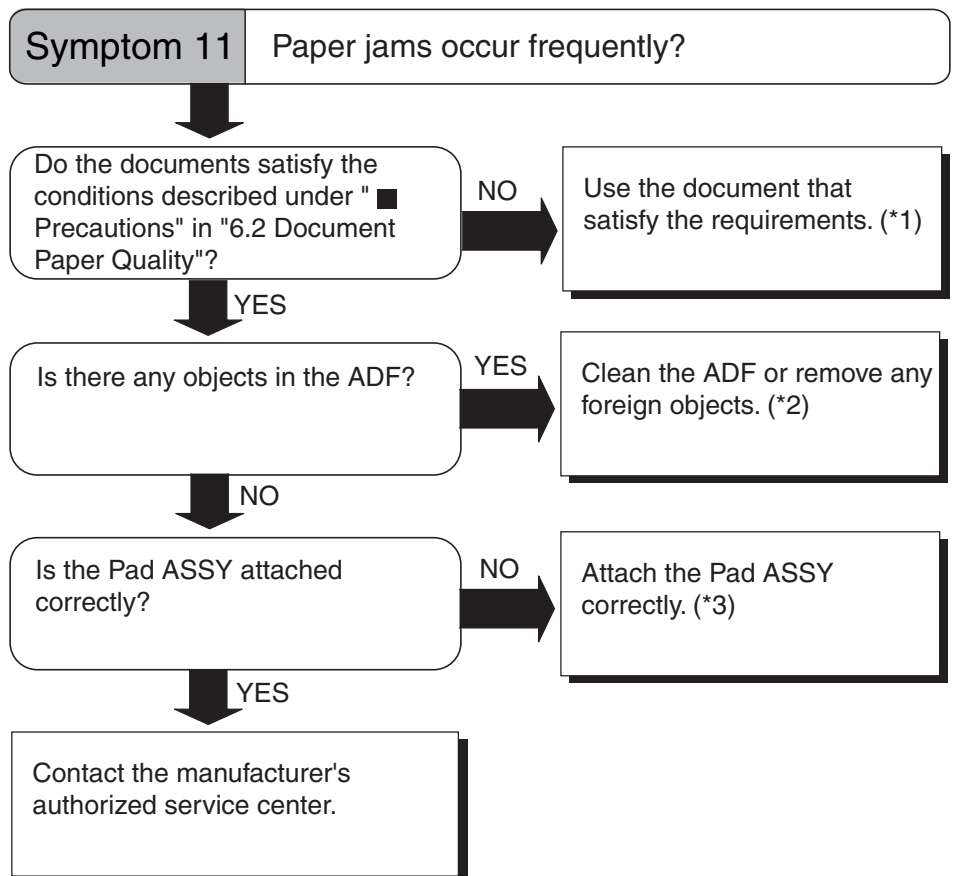 Symptom 11
Paper jams occur frequently?
Do the documents satisfy the
conditions described under " ■
Precautions" in "6.2 Document
Paper Quality"?
NO
Use the document that
satisfy the requirements. (*1)
YES
Is there any objects in the ADF?
YES
Clean the ADF or remove any
foreign objects. (*2)
NO
Is the Pad ASSY attached
correctly?
NO
Attach the Pad ASSY
correctly. (*3)
YES
Contact the manufacturer's
authorized service center.